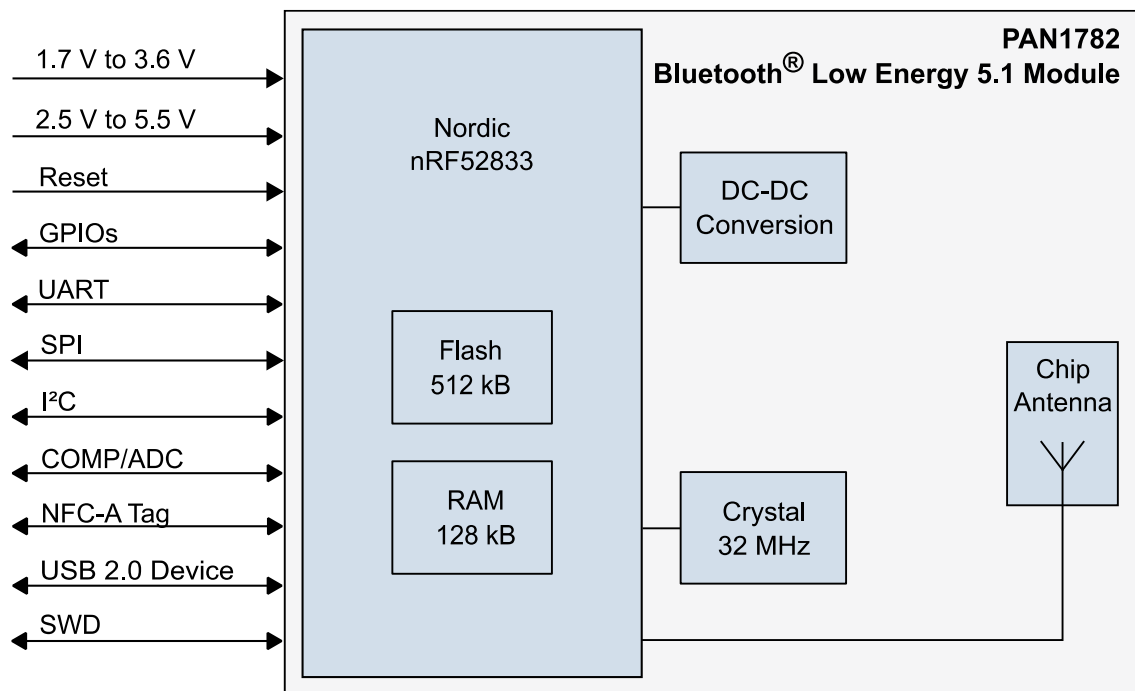 PAN1782
Bluetooth® Low Energy 5.1 Module
1.7 V to 3.6 V
2.5 V to 5.5 V
Reset
GPIOs
UART
SPI
I²C
COMP/ADC
NFC-A Tag
USB 2.0 Device
SWD
Nordic
nRF52833
Flash
512 kB
RAM
128 kB
DC-DC
Conversion
Crystal
32 MHz
Chip
Antenna